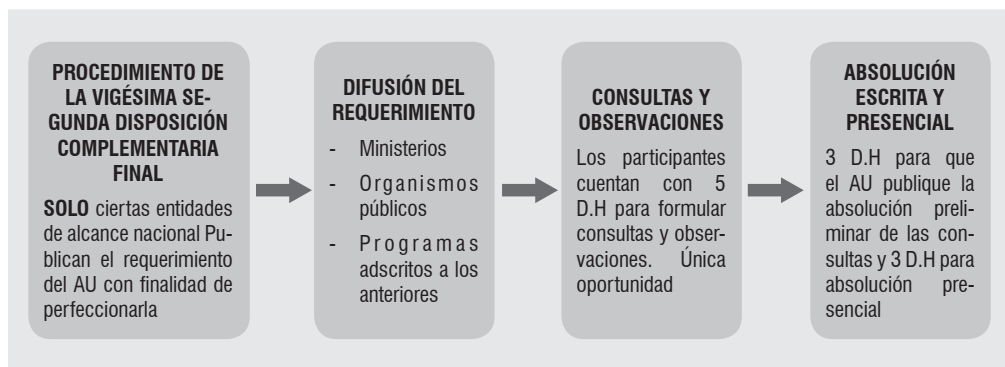 PROCEDIMIENTO DE
LA VIGÉSIMA SE-
GUNDA DISPOSICIÓN
COMPLEMENTARIA
FINAL
SOLO ciertas entidades
de alcance nacional Pu-
blican el requerimiento
del AU con finalidad de
perfeccionarla
DIFUSIÓN DEL
REQUERIMIENTO
- Ministerios
- Organismos
públicos
- Programas
adscritos a los
anteriores
CONSULTAS Y
OBSERVACIONES
Los participantes
cuentan con 5
D.H para formular
consultas y obser-
vaciones. Única
oportunidad
ABSOLUCIÓN
ESCRITA Y
PRESENCIAL
3 D.H para que
el AU publique la
absolución preli-
minar de las con-
sultas y 3 D.H para
absolución pre-
sencial